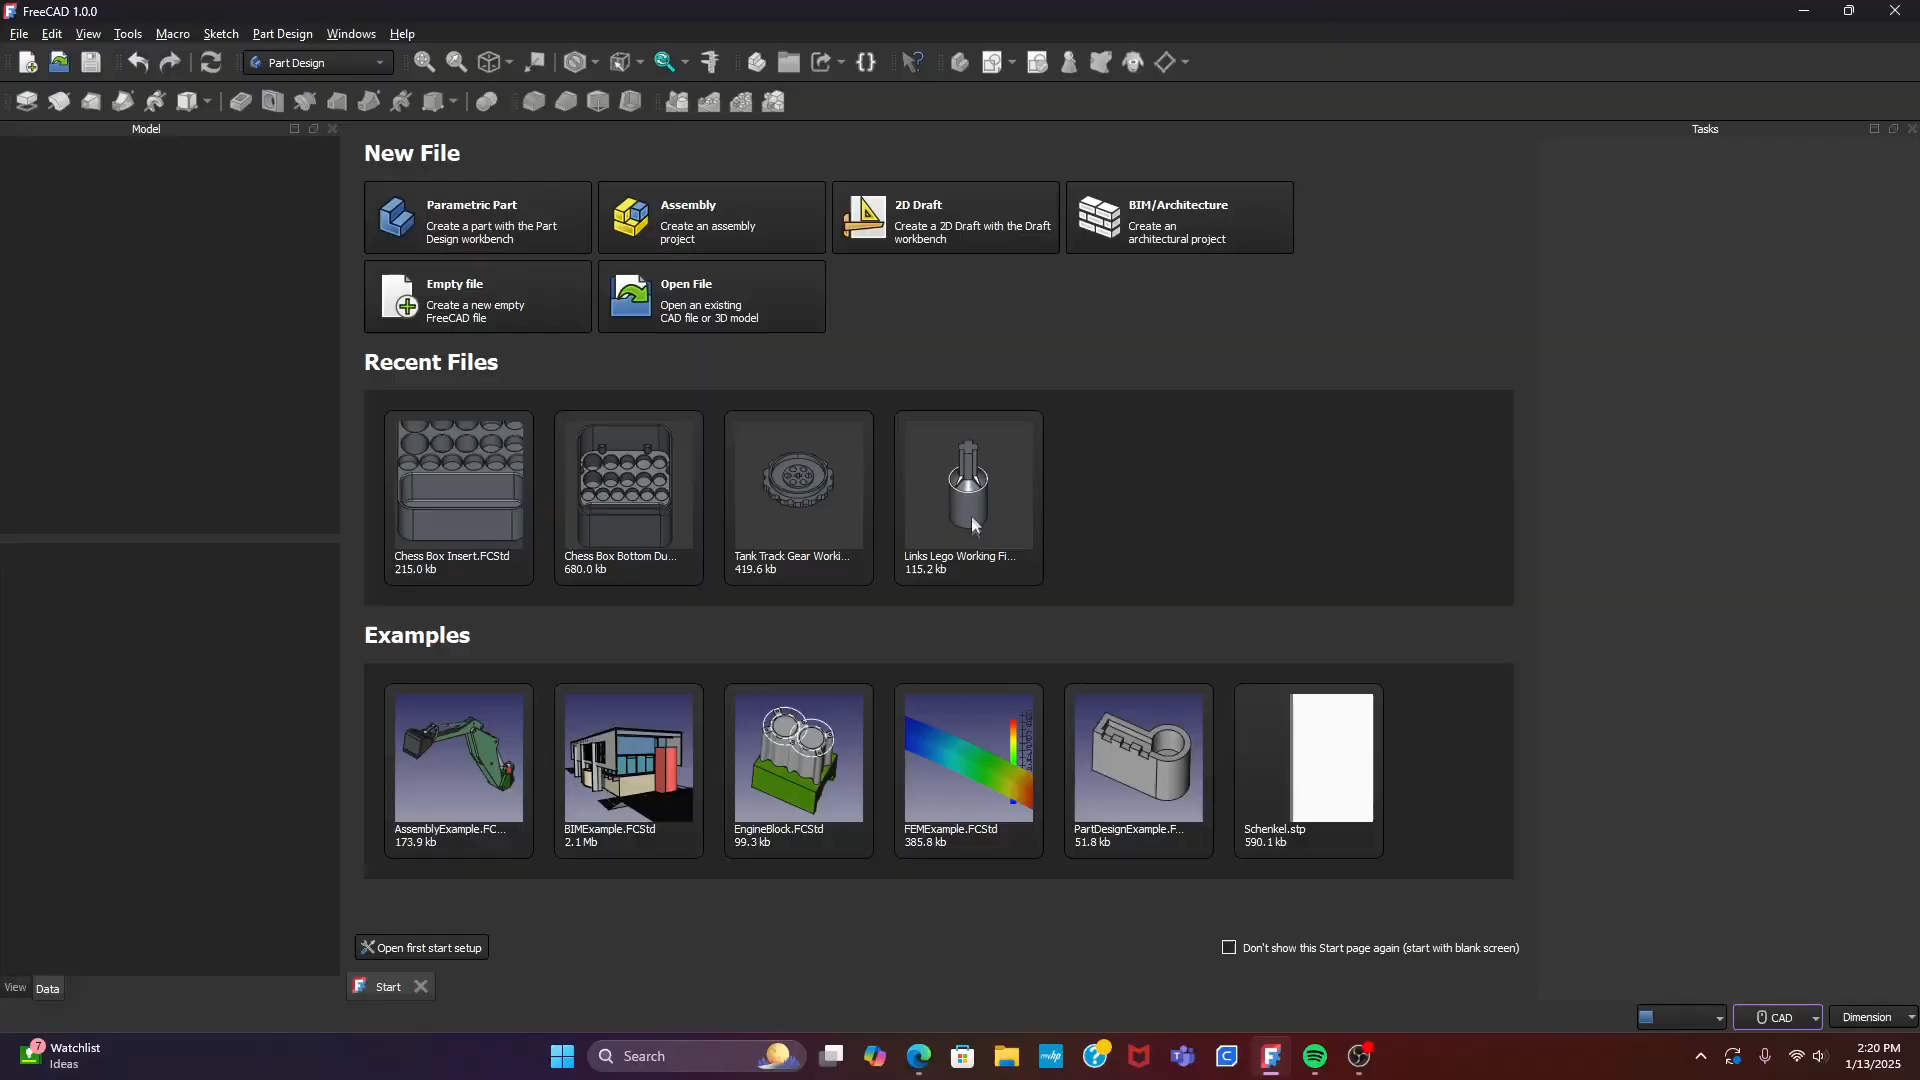 FreeCAD 1.0.0
File Edit View Tools Macro Sketch Part Design Windows Help
Part Design
Model
Tasks
New File
Parametric Part
Create a part with the Part
Design workbench
Assembly
Create an assembly
project
2D Draft
Create a 2D Draft with the Draft
workbench
BIM/Architecture
Create an
architectural project
Empty file
Create a new empty
FreeCAD file
Open File
Open an existing
CAD file or 3D model
Recent Files
Chess Box Insert.FCStd
215.0 kb
Chess Box Bottom Du...
680.0 kb
Tank Track Gear Worki...
419.6 kb
Links Lego Working Fi...
115.2 kb
Examples
AssemblyExample.FC...
173.9 kb
BIMExample.FCStd
2.1 Mb
EngineBlock.FCStd
99.3 kb
FEMExample.FCStd
385.8 kb
PartDesignExample.F...
51.8 kb
Schenkel.stp
590.1 kb
Open first start setup
Don't show this Start page again (start with blank screen)
View Data
Start
CAD
Dimension
7
Watchlist
Ideas
Search
myhp
2:20 PM
1/13/2025